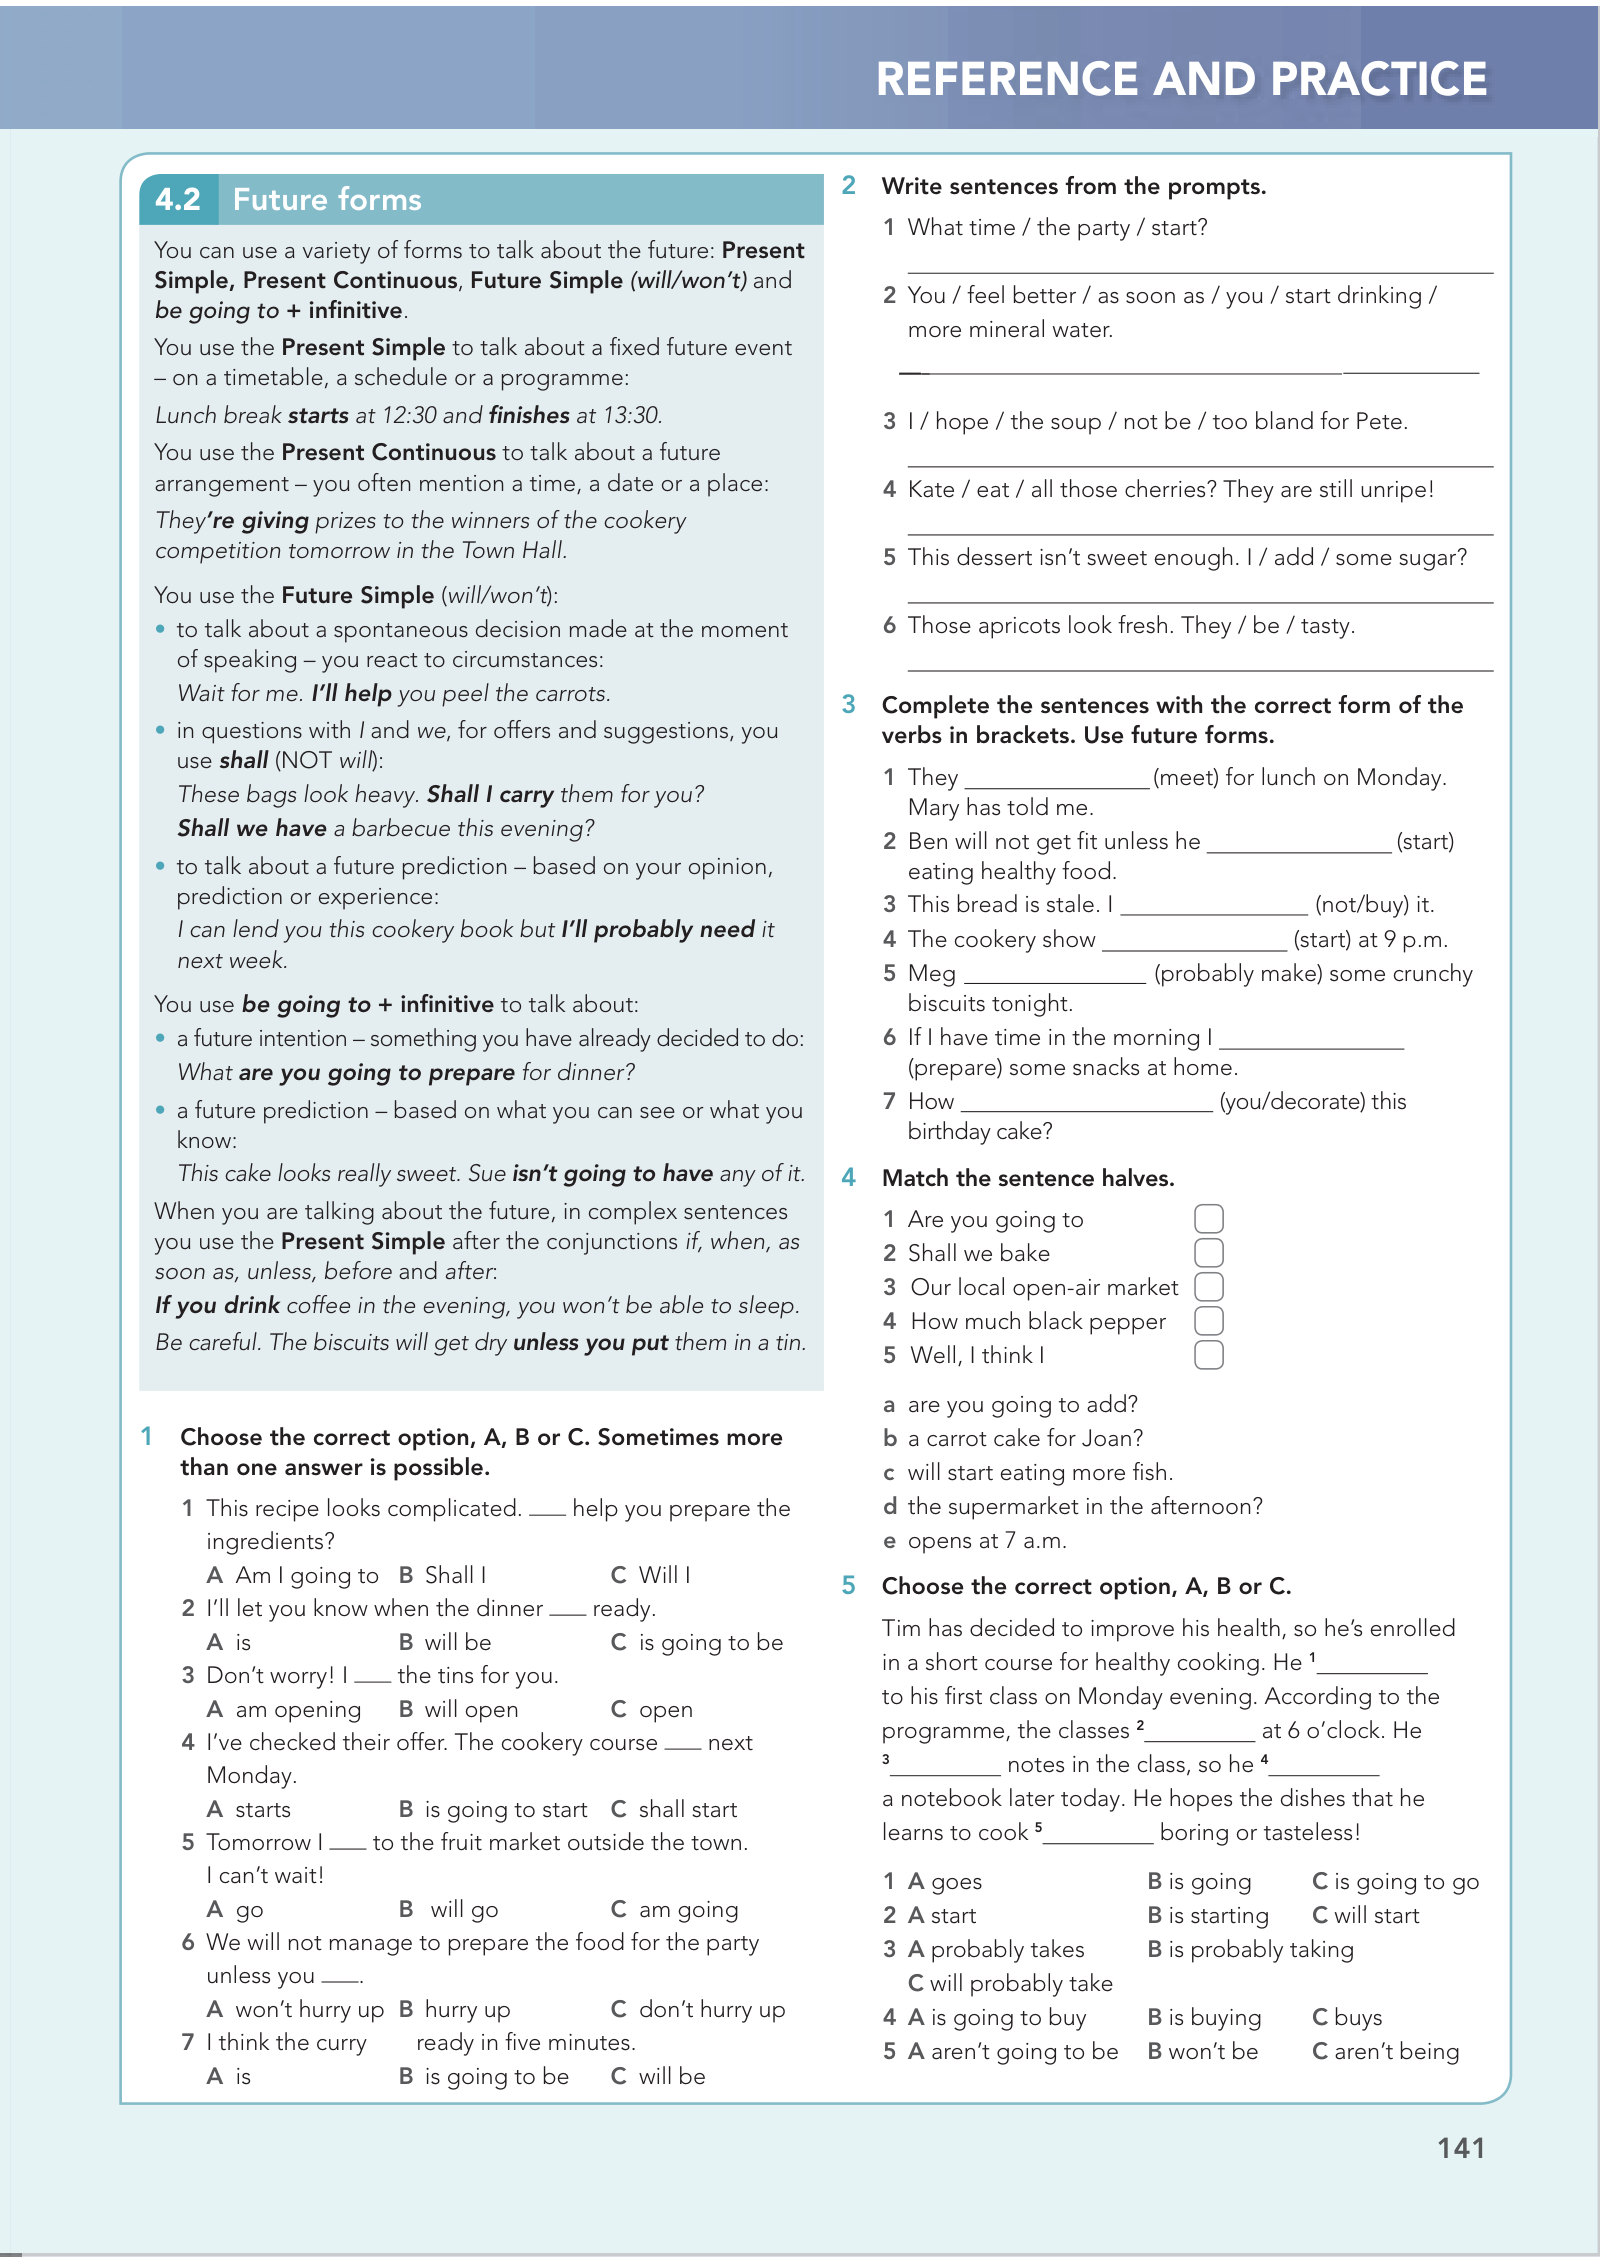 REFERENCE AND PRACTICE
4.2 Future forms
You can use a variety of forms to talk about the future: Present
Simple, Present Continuous, Future Simple (will/won’t) and
be going to + infinitive.
You use the Present Simple to talk about a fixed future event
– on a timetable, a schedule or a programme:
Lunch break starts at 12:30 and finishes at 13:30.
You use the Present Continuous to talk about a future
arrangement – you often mention a time, a date or a place:
They’re giving prizes to the winners of the cookery
competition tomorrow in the Town Hall.
You use the Future Simple (will/won’t):
• to talk about a spontaneous decision made at the moment
of speaking – you react to circumstances:
Wait for me. I’ll help you peel the carrots.
• in questions with I and we, for offers and suggestions, you
use shall (NOT will):
These bags look heavy. Shall I carry them for you?
Shall we have a barbecue this evening?
• to talk about a future prediction – based on your opinion,
prediction or experience:
I can lend you this cookery book but I’ll probably need it
next week.
You use be going to + infinitive to talk about:
• a future intention – something you have already decided to do:
What are you going to prepare for dinner?
• a future prediction – based on what you can see or what you
know:
This cake looks really sweet. Sue isn’t going to have any of it.
When you are talking about the future, in complex sentences
you use the Present Simple after the conjunctions if, when, as
soon as, unless, before and after:
If you drink coffee in the evening, you won’t be able to sleep.
Be careful. The biscuits will get dry unless you put them in a tin.
1 Choose the correct option, A, B or C. Sometimes more
than one answer is possible.
1 This recipe looks complicated. ___ help you prepare the
ingredients?
A Am I going to B Shall I C Will I
2 I’ll let you know when the dinner ___ ready.
A is B will be C is going to be
3 Don’t worry! I ___ the tins for you.
A am opening B will open C open
4 I’ve checked their offer. The cookery course ___ next
Monday.
A starts B is going to start C shall start
5 Tomorrow I ___ to the fruit market outside the town.
I can’t wait!
A go B will go C am going
6 We will not manage to prepare the food for the party
unless you ___.
A won’t hurry up B hurry up C don’t hurry up
7 I think the curry ready in five minutes.
A is B is going to be C will be
2 Write sentences from the prompts.
1 What time / the party / start?
2 You / feel better / as soon as / you / start drinking /
more mineral water.
3 I / hope / the soup / not be / too bland for Pete.
4 Kate / eat / all those cherries? They are still unripe!
5 This dessert isn’t sweet enough. I / add / some sugar?
6 Those apricots look fresh. They / be / tasty.
3 Complete the sentences with the correct form of the
verbs in brackets. Use future forms.
1 They ______________ (meet) for lunch on Monday.
Mary has told me.
2 Ben will not get fit unless he ______________ (start)
eating healthy food.
3 This bread is stale. I ______________ (not/buy) it.
4 The cookery show ______________ (start) at 9 p.m.
5 Meg ______________ (probably make) some crunchy
biscuits tonight.
6 If I have time in the morning I ______________
(prepare) some snacks at home.
7 How ___________________ (you/decorate) this
birthday cake?
4 Match the sentence halves.
1 Are you going to
2 Shall we bake
3 Our local open-air market
4 How much black pepper
5 Well, I think I
a are you going to add?
b a carrot cake for Joan?
c will start eating more fish.
d the supermarket in the afternoon?
e opens at 7 a.m.
5 Choose the correct option, A, B or C.
Tim has decided to improve his health, so he’s enrolled
in a short course for healthy cooking. He ¹________
to his first class on Monday evening. According to the
programme, the classes ²________ at 6 o’clock. He
³________ notes in the class, so he ⁴________
a notebook later today. He hopes the dishes that he
learns to cook ⁵________ boring or tasteless!
1 A goes B is going C is going to go
2 A start B is starting C will start
3 A probably takes B is probably taking
C will probably take
4 A is going to buy B is buying C buys
5 A aren’t going to be B won’t be C aren’t being
141